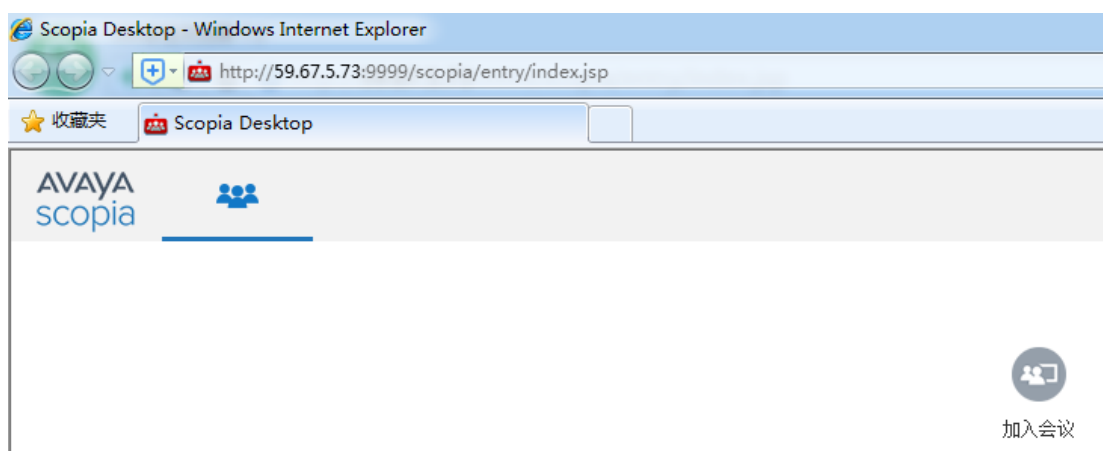 Scopia Desktop - Windows Internet Explorer
http://59.67.5.73:9999/scopia/entry/index.jsp
收藏夹 Scopia Desktop
AVAYA
scopia
加入会议